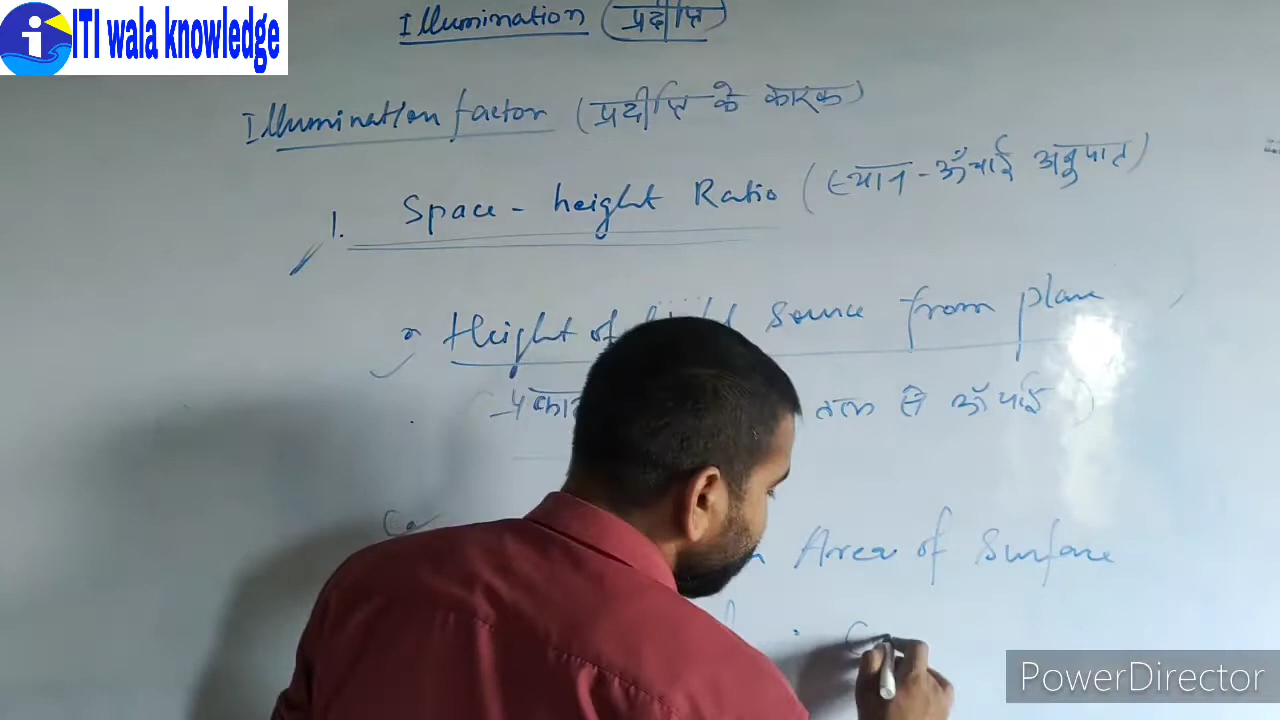 ITI wala knowledge
Illumination (प्रदीप्ति)
Illumination factor (प्रदीप्ति के कारक)
1. Space - height Ratio (स्थान - ऊँचाई अनुपात)
Height of light Source from plane
तल से ऊँचाई)
Area of Surface
PowerDirector